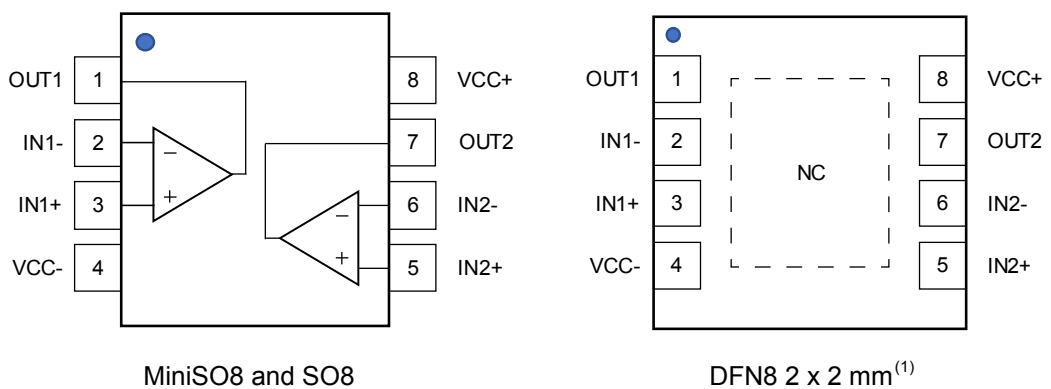 OUT1 1 8 VCC+
IN1- 2 − 7 OUT2
IN1+ 3 + − 6 IN2-
VCC- 4 + 5 IN2+
MiniSO8 and SO8
OUT1 1 8 VCC+
IN1- 2 7 OUT2
NC
IN1+ 3 6 IN2-
VCC- 4 5 IN2+
DFN8 2 x 2 mm(1)